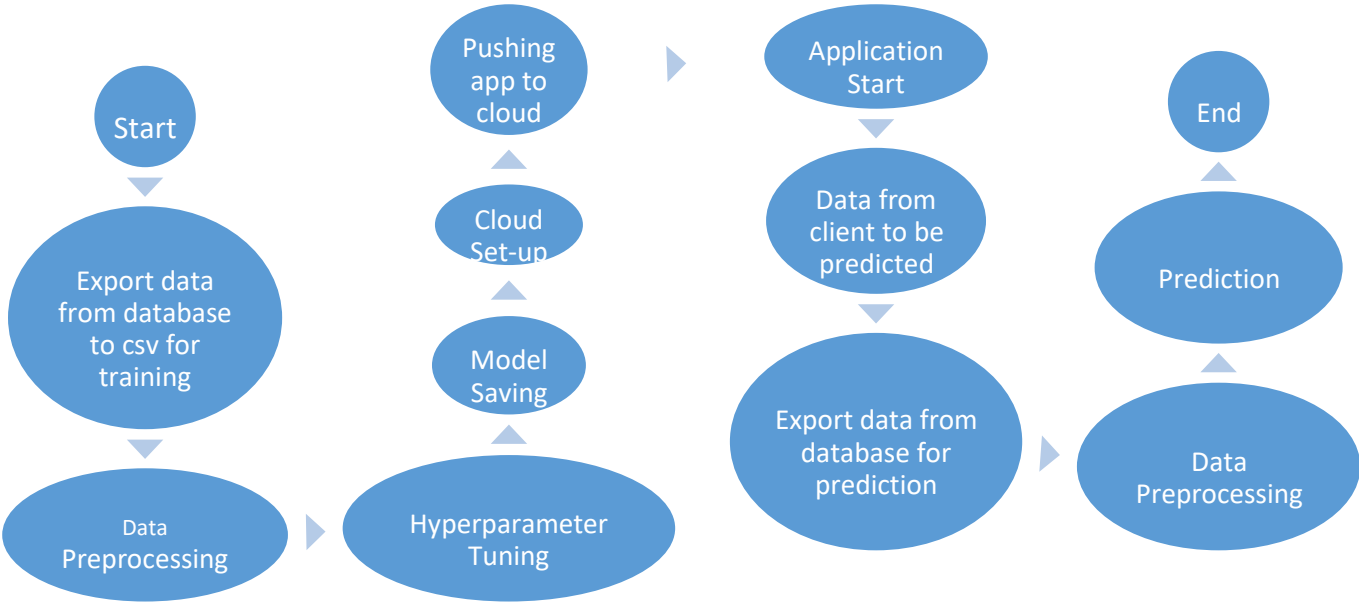 Start
Export data
from database
to csv for
training
Data
Preprocessing
Hyperparameter
Tuning
Model
Saving
Cloud
Set-up
Pushing
app to
cloud
Application
Start
Data from
client to be
predicted
Export data from
database for
prediction
Data
Preprocessing
Prediction
End